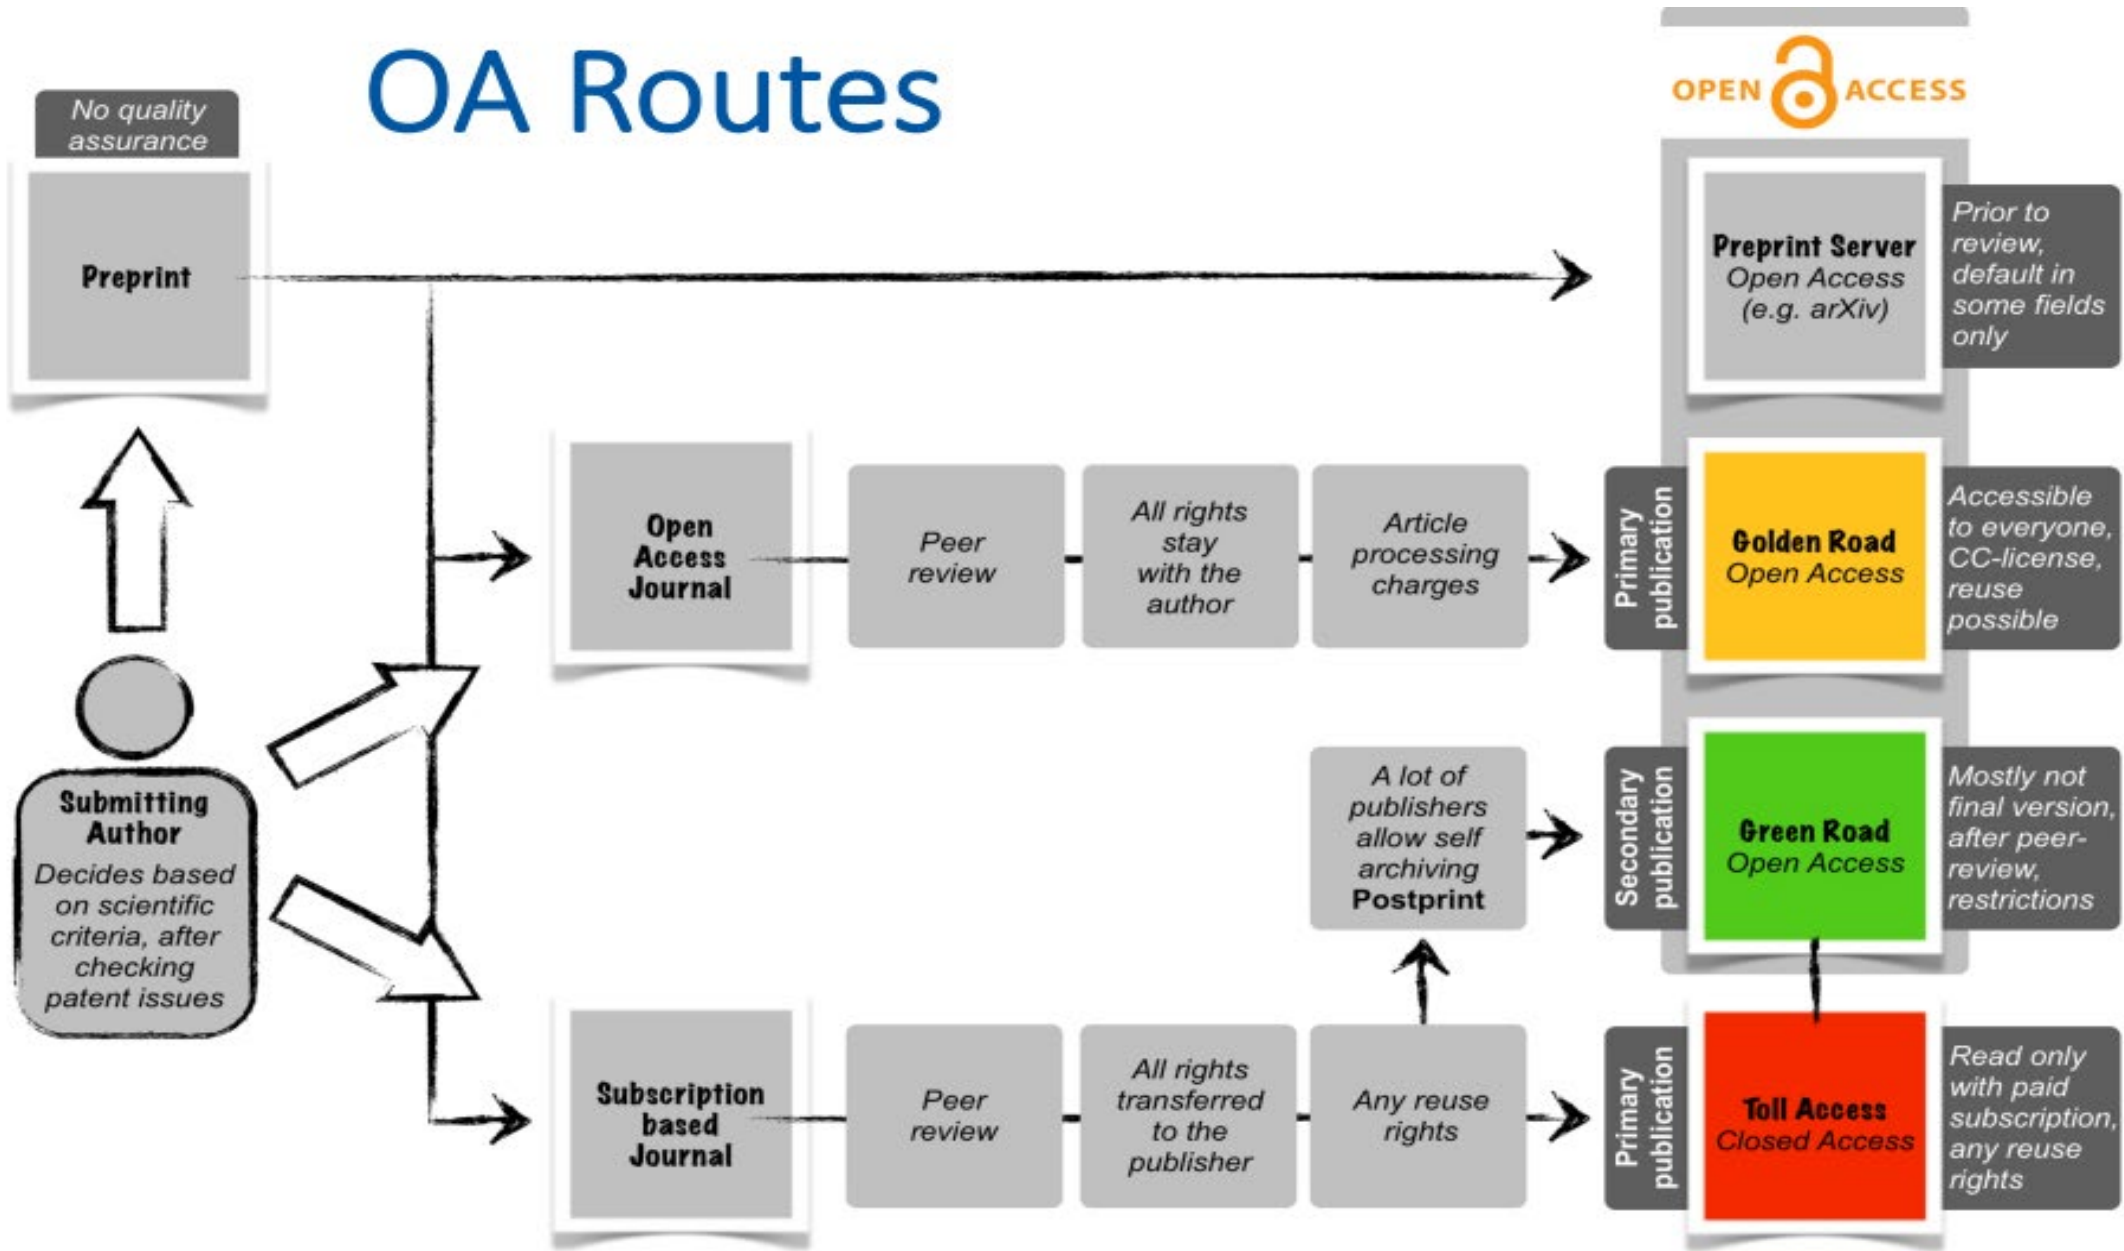 OA Routes
OPEN ACCESS
No quality
assurance
Preprint
Preprint Server
Open Access
(e.g. arXiv)
Prior to
review,
default in
some fields
only
Open
Access
Journal
Peer
review
All rights
stay
with the
author
Article
processing
charges
Primary
publication
Golden Road
Open Access
Accessible
to everyone,
CC-license,
reuse
possible
Submitting
Author
Decides based
on scientific
criteria, after
checking
patent issues
A lot of
publishers
allow self
archiving
Postprint
Secondary
publication
Green Road
Open Access
Mostly not
final version,
after peer-
review,
restrictions
Subscription
based
Journal
Peer
review
All rights
transferred
to the
publisher
Any reuse
rights
Primary
publication
Toll Access
Closed Access
Read only
with paid
subscription,
any reuse
rights